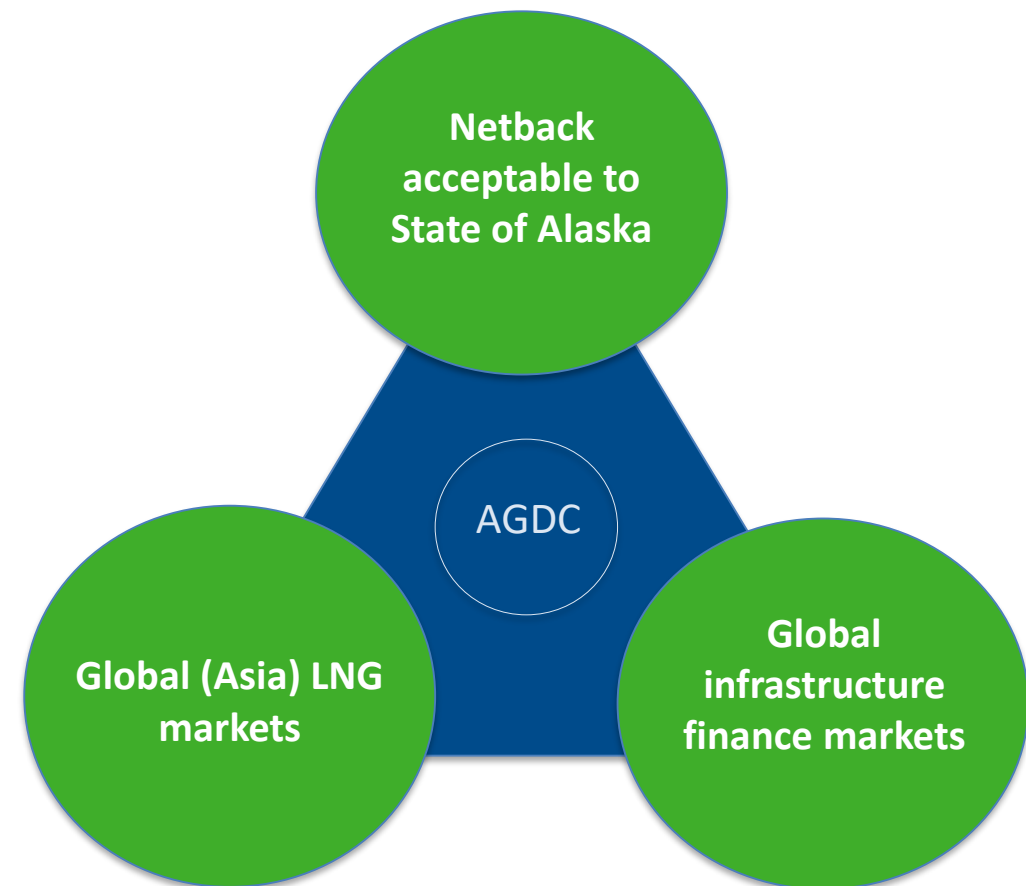 Netback
acceptable to
State of Alaska
AGDC
Global (Asia) LNG
markets
Global
infrastructure
finance markets